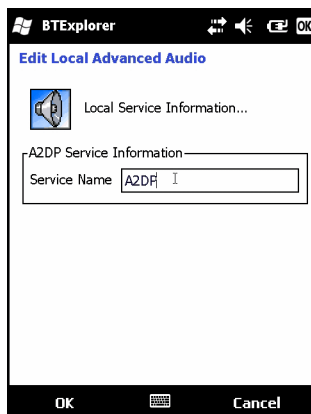 BTExplorer
OK
Edit Local Advanced Audio
Local Service Information...
A2DP Service Information
Service Name A2DP
OK Cancel